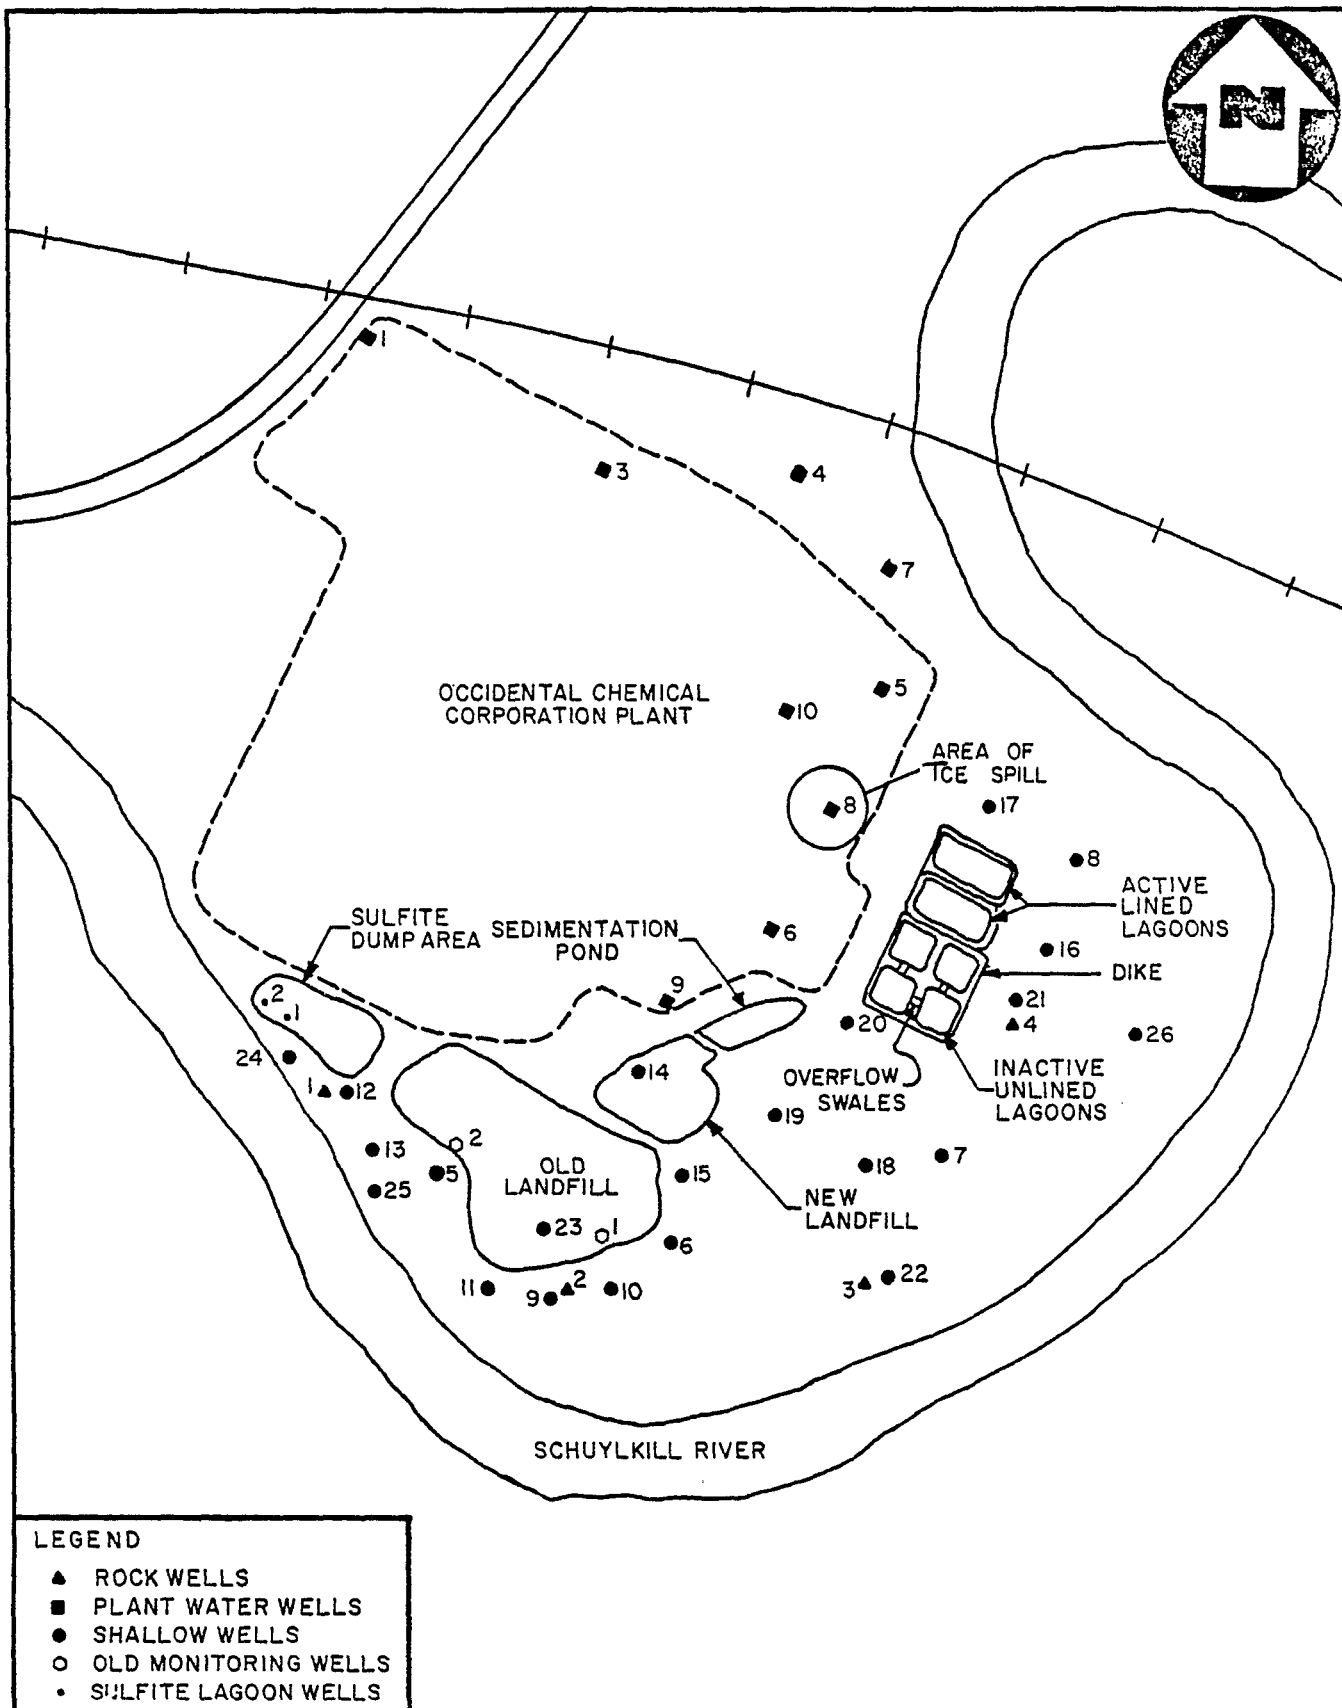 N
1
3
4
7
5
10
OCCIDENTAL CHEMICAL
CORPORATION PLANT
AREA OF
ICE SPILL
8
17
8
ACTIVE
LINED
LAGOONS
SULFITE
DUMP AREA
SEDIMENTATION
POND
6
16
DIKE
9
2
1
21
4
20
26
24
14
1
12
OVERFLOW
SWALES
INACTIVE
UNLINED
LAGOONS
19
13
2
5
OLD
LANDFILL
15
18
7
25
NEW
LANDFILL
23
1
6
11
9
2
10
3
22
SCHUYLKILL RIVER
LEGEND
ROCK WELLS
PLANT WATER WELLS
SHALLOW WELLS
OLD MONITORING WELLS
SULFITE LAGOON WELLS